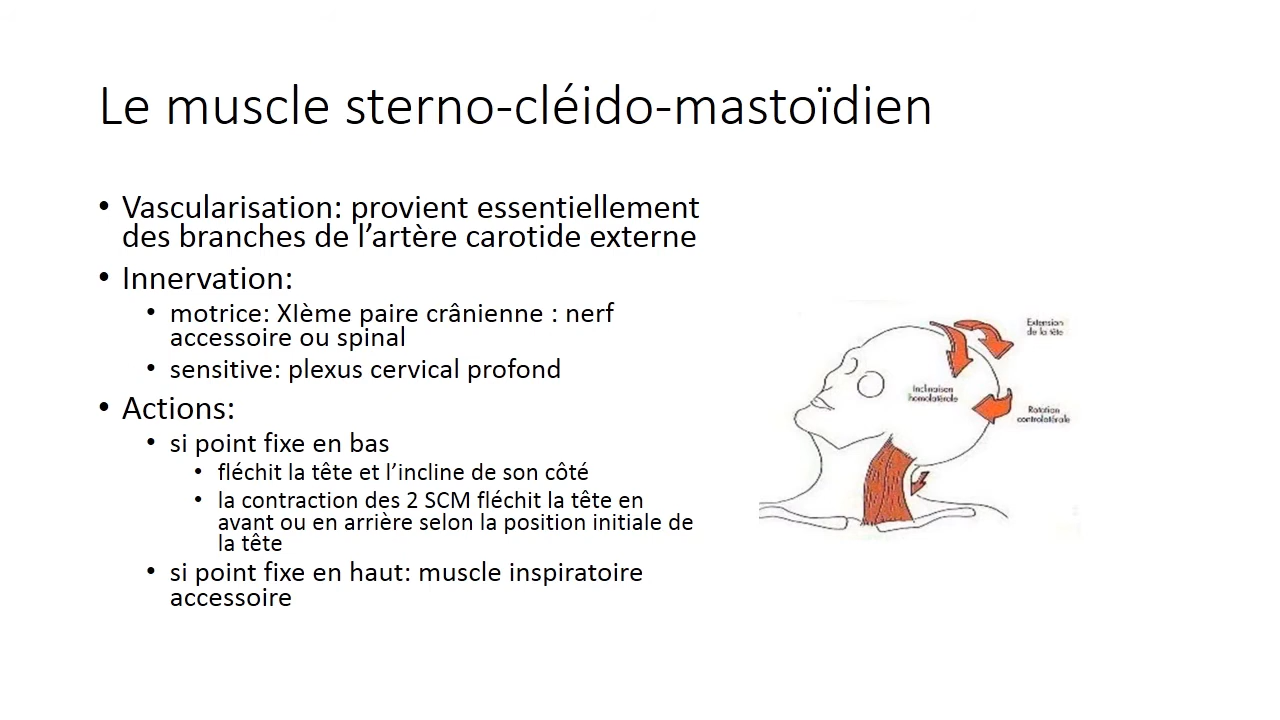 Le muscle sterno-cléido-mastoïdien
• Vascularisation: provient essentiellement
des branches de l’artère carotide externe
• Innervation:
• motrice: XIème paire crânienne : nerf
accessoire ou spinal
• sensitive: plexus cervical profond
• Actions:
• si point fixe en bas
• fléchit la tête et l’incline de son côté
• la contraction des 2 SCM fléchit la tête en
avant ou en arrière selon la position initiale de
la tête
• si point fixe en haut: muscle inspiratoire
accessoire
Extension
de la tête
Inclinaison
homolatérale
Rotation
controlatérale